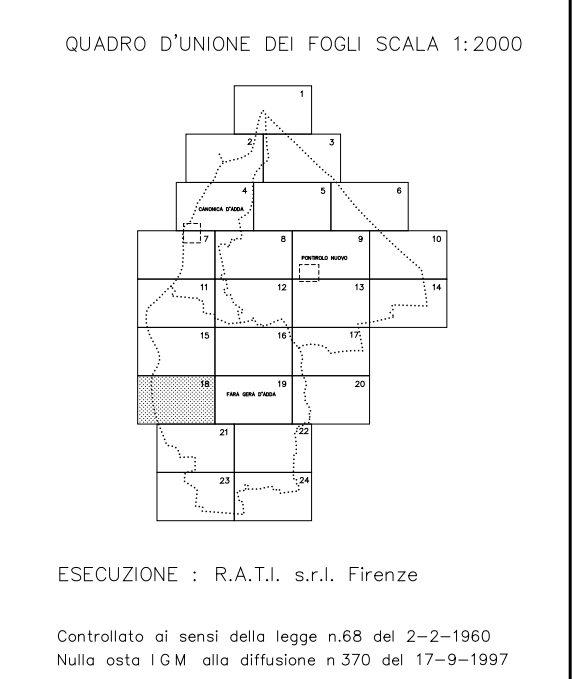 QUADRO D'UNIONE DEI FOGLI SCALA 1:2000
1
2 3
4 5 6
CANONICA D'ADDA
7 8 9 10
PONTIROLO NUOVO
11 12 13 14
15 16 17
18 19 20
FARA GERA D'ADDA
21 22
23 24
ESECUZIONE : R.A.T.I. s.r.l. Firenze
Controllato ai sensi della legge n.68 del 2-2-1960
Nulla osta IGM alla diffusione n 370 del 17-9-1997